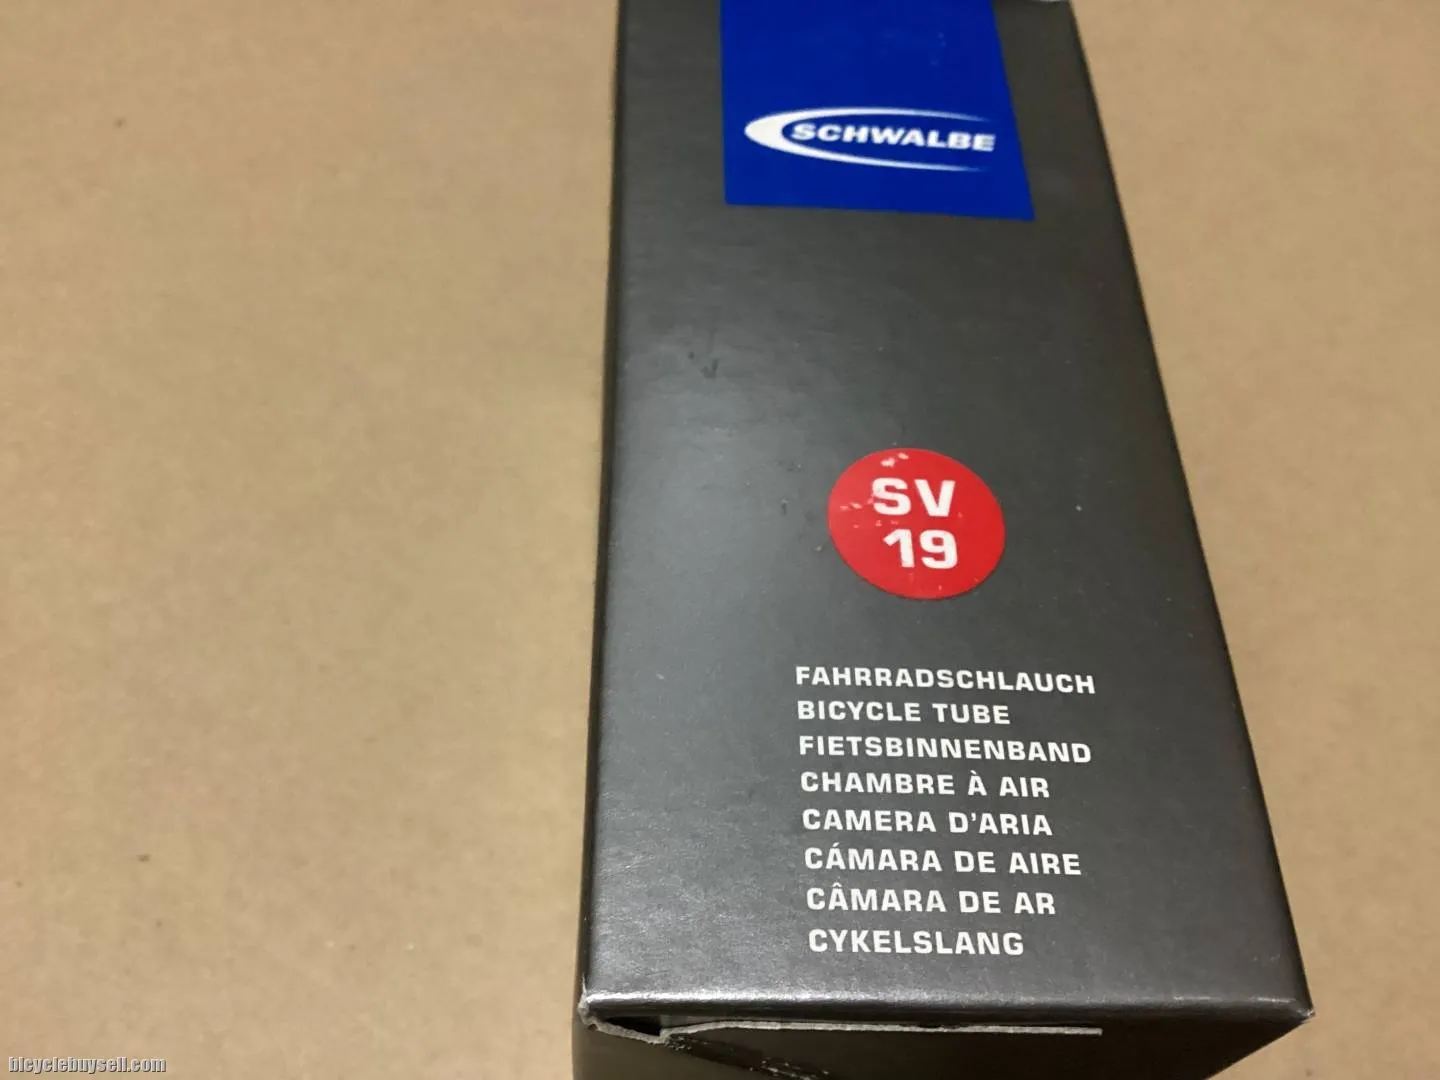 SCHWALBE
SV
19
FAHRRADSCHLAUCH
BICYCLE TUBE
FIETSBINNENBAND
CHAMBRE À AIR
CAMERA D'ARIA
CÁMARA DE AIRE
CÂMARA DE AR
CYKELSLANG
bicyclebuysell.com